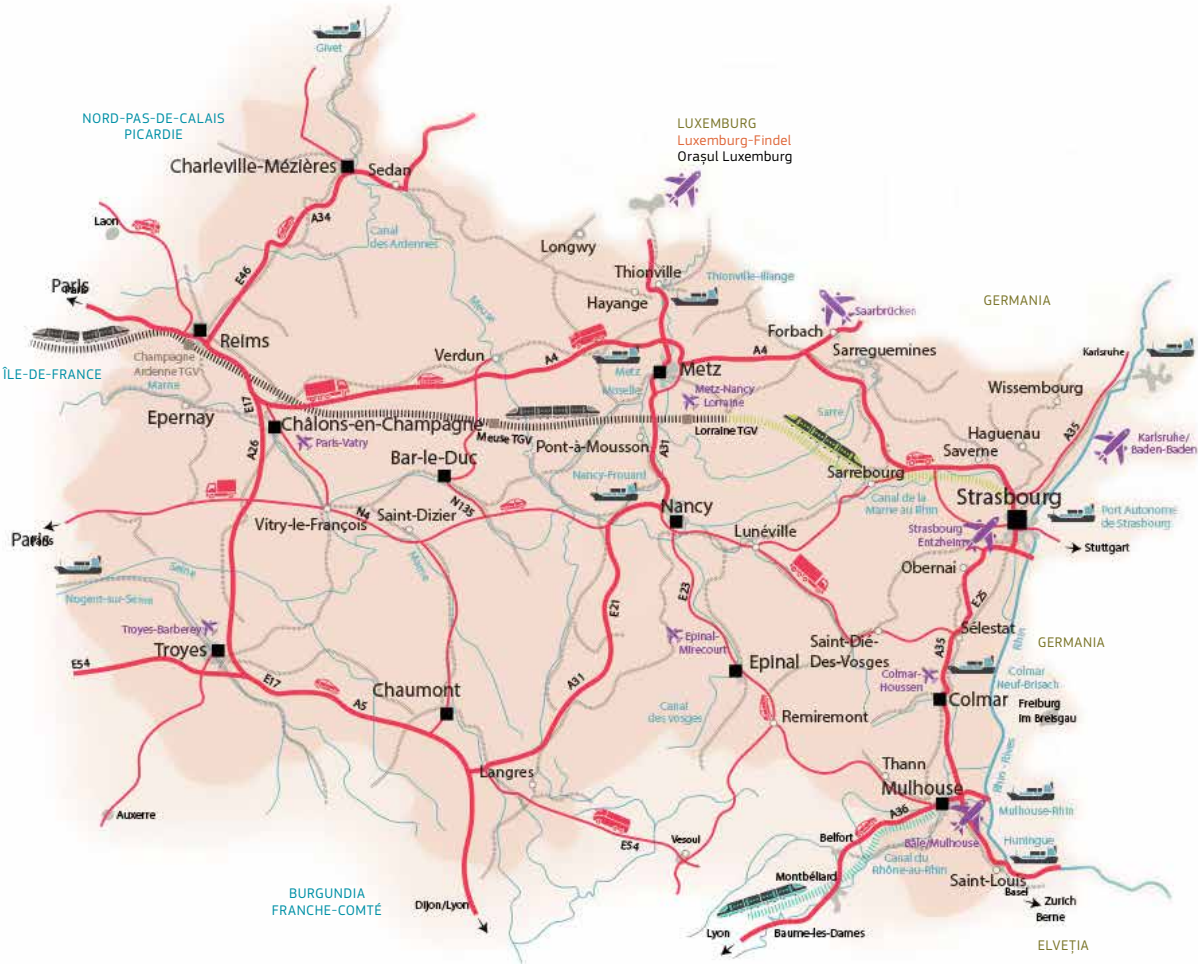 Givet
NORD-PAS-DE-CALAIS
PICARDIE
LUXEMBURG
Luxemburg-Findel
Orașul Luxemburg
Charleville-Mézières
Sedan
A34
Laon
Canal
des Ardennes
Longwy
Thionville
Thionville-Illange
Hayange
E46
Paris
Meuse
GERMANIA
Saarbrücken
Forbach
Reims
Sarreguemines
Karlsruhe
Champagne
Ardenne TGV
Verdun
A4
A4
Metz
Metz
ÎLE-DE-FRANCE
Marne
Moselle
Metz-Nancy
Lorraine
Wissembourg
Epernay
E17
Châlons-en-Champagne
Meuse TGV
Lorraine TGV
Sarre
Haguenau
A35
Karlsruhe/
Baden-Baden
Paris-Vatry
Pont-à-Mousson
A31
Saverne
A26
Bar-le-Duc
Nancy-Frouard
Sarrebourg
Strasbourg
N135
Canal de la
Marne au Rhin
Nancy
Port Autonome
de Strasbourg
N4
Vitry-le-François
Saint-Dizier
Lunéville
Strasbourg
Entzheim
Paris
Stuttgart
Marne
Seine
Obernai
Nogent-sur-Seine
E23
E25
E21
Troyes-Barberey
Epinal-
Mirecourt
Saint-Dié-
Des-Vosges
Sélestat
Rhin
A35
GERMANIA
Troyes
Epinal
E54
E17
Colmar-
Houssen
Colmar
Neuf-Brisach
A31
Chaumont
A5
Canal
des Vosges
Colmar
Freiburg
im Breisgau
Remiremont
Langres
Thann
Rhin - Rives
Mulhouse
A36
Mulhouse-Rhin
Auxerre
E54
Vesoul
Belfort
Bâle/Mulhouse
Huningue
Canal du
Rhône-au-Rhin
Montbéliard
Saint-Louis
Basel
BURGUNDIA
FRANCHE-COMTÉ
Dijon/Lyon
Zurich
Berne
Lyon
Baume-les-Dames
ELVEȚIA